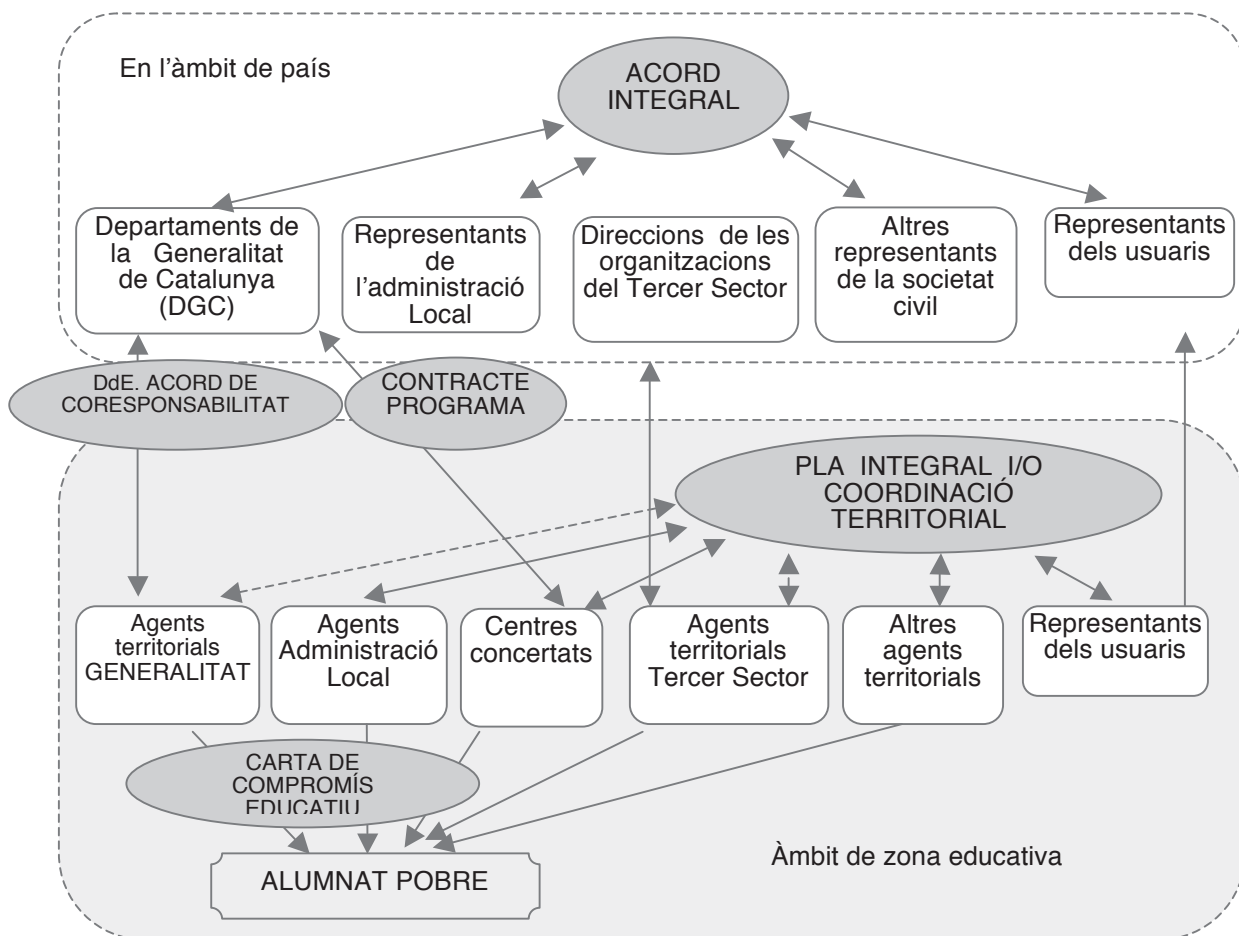 En l’àmbit de país
ACORD
INTEGRAL
Departaments de
la Generalitat
de Catalunya
(DGC)
Representants
de
l’administració
Local
Direccions de les
organitzacions
del Tercer Sector
Altres
representants
de la societat
civil
Representants
dels usuaris
DdE. ACORD DE
CORESPONSABILITAT
CONTRACTE
PROGRAMA
PLA INTEGRAL I/O
COORDINACIÓ
TERRITORIAL
Agents
territorials
GENERALITAT
Agents
Administració
Local
Centres
concertats
Agents
territorials
Tercer Sector
Altres
agents
territorials
Representants
dels usuaris
CARTA DE
COMPROMÍS
EDUCATIU
ALUMNAT POBRE
Àmbit de zona educativa